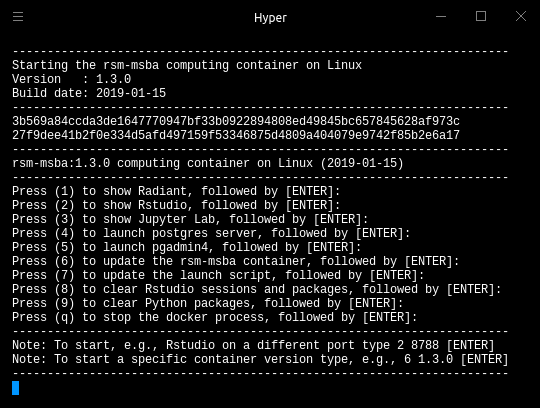 Hyper
-----------------------------------------------------------------------
Starting the rsm-msba computing container on Linux
Version   : 1.3.0
Build date: 2019-01-15
-----------------------------------------------------------------------
3b569a84ccda3de1647770947bf33b0922894808ed49845bc657845628af973c
27f9dee41b2f0e334d5afd497159f53346875d4809a404079e9742f85b2e6a17
-----------------------------------------------------------------------
rsm-msba:1.3.0 computing container on Linux (2019-01-15)
-----------------------------------------------------------------------
Press (1) to show Radiant, followed by [ENTER]:
Press (2) to show Rstudio, followed by [ENTER]:
Press (3) to show Jupyter Lab, followed by [ENTER]:
Press (4) to launch postgres server, followed by [ENTER]:
Press (5) to launch pgadmin4, followed by [ENTER]:
Press (6) to update the rsm-msba container, followed by [ENTER]:
Press (7) to update the launch script, followed by [ENTER]:
Press (8) to clear Rstudio sessions and packages, followed by [ENTER]:
Press (9) to clear Python packages, followed by [ENTER]:
Press (q) to stop the docker process, followed by [ENTER]:
-----------------------------------------------------------------------
Note: To start, e.g., Rstudio on a different port type 2 8788 [ENTER]
Note: To start a specific container version type, e.g., 6 1.3.0 [ENTER]
-----------------------------------------------------------------------